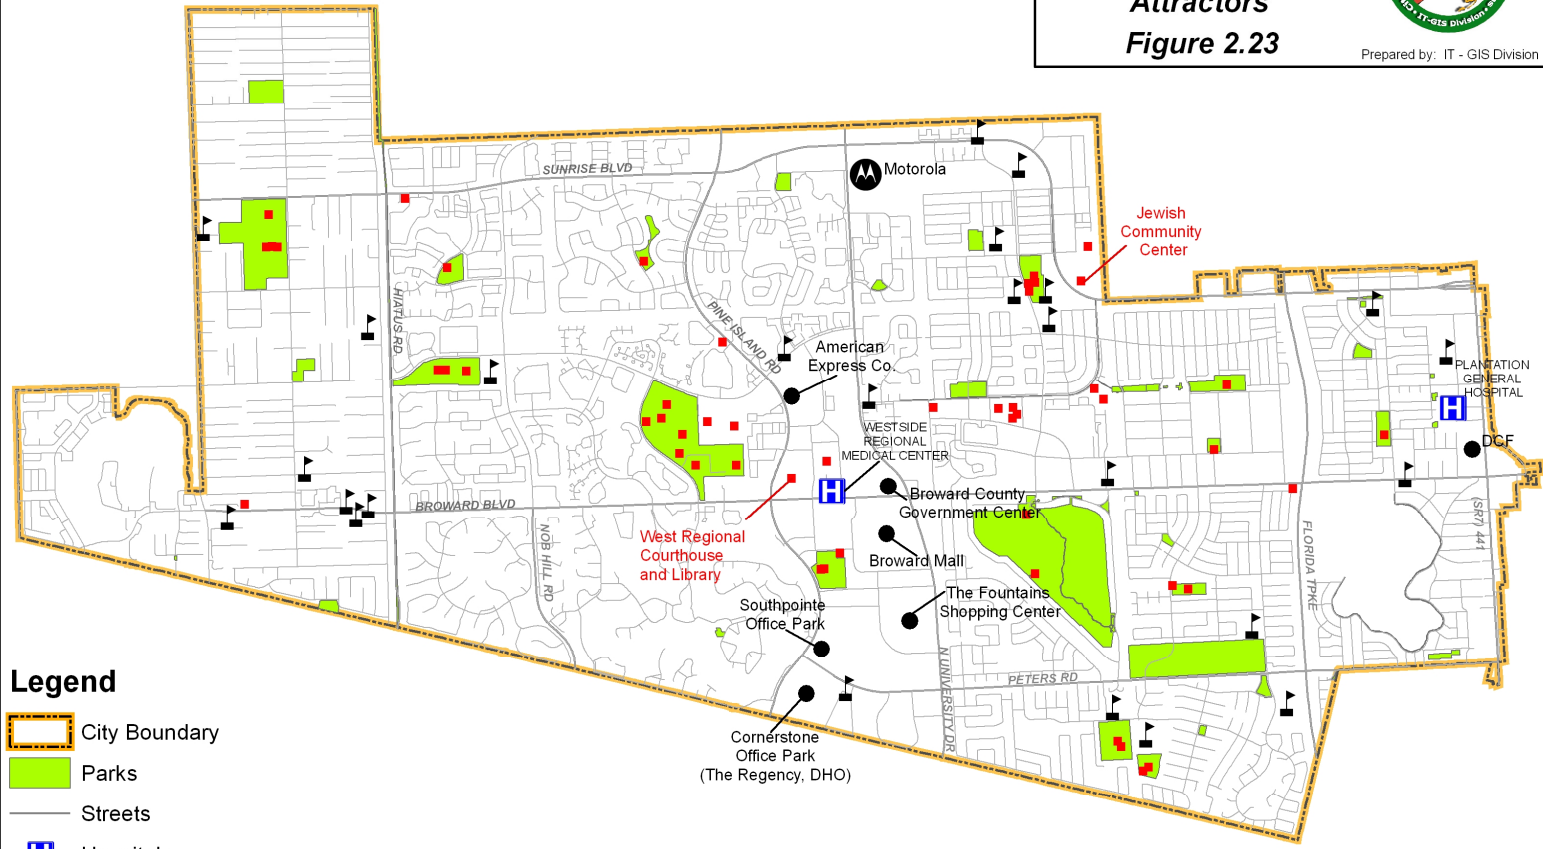 Attractors
Figure 2.23
IT-GIS Division
Prepared by: IT - GIS Division
SUNRISE BLVD
Motorola
Jewish
Community
Center
HIATUS RD
PINE ISLAND RD
American
Express Co.
PLANTATION
GENERAL
HOSPITAL
WESTSIDE
REGIONAL
MEDICAL CENTER
DCF
BROWARD BLVD
Broward County
Government Center
(SR7) 441
NOB HILL RD
West Regional
Courthouse
and Library
Broward Mall
FLORIDA TPKE
The Fountains
Shopping Center
Southpointe
Office Park
N UNIVERSITY DR
PETERS RD
Cornerstone
Office Park
(The Regency, DHO)
Legend
City Boundary
Parks
Streets
H